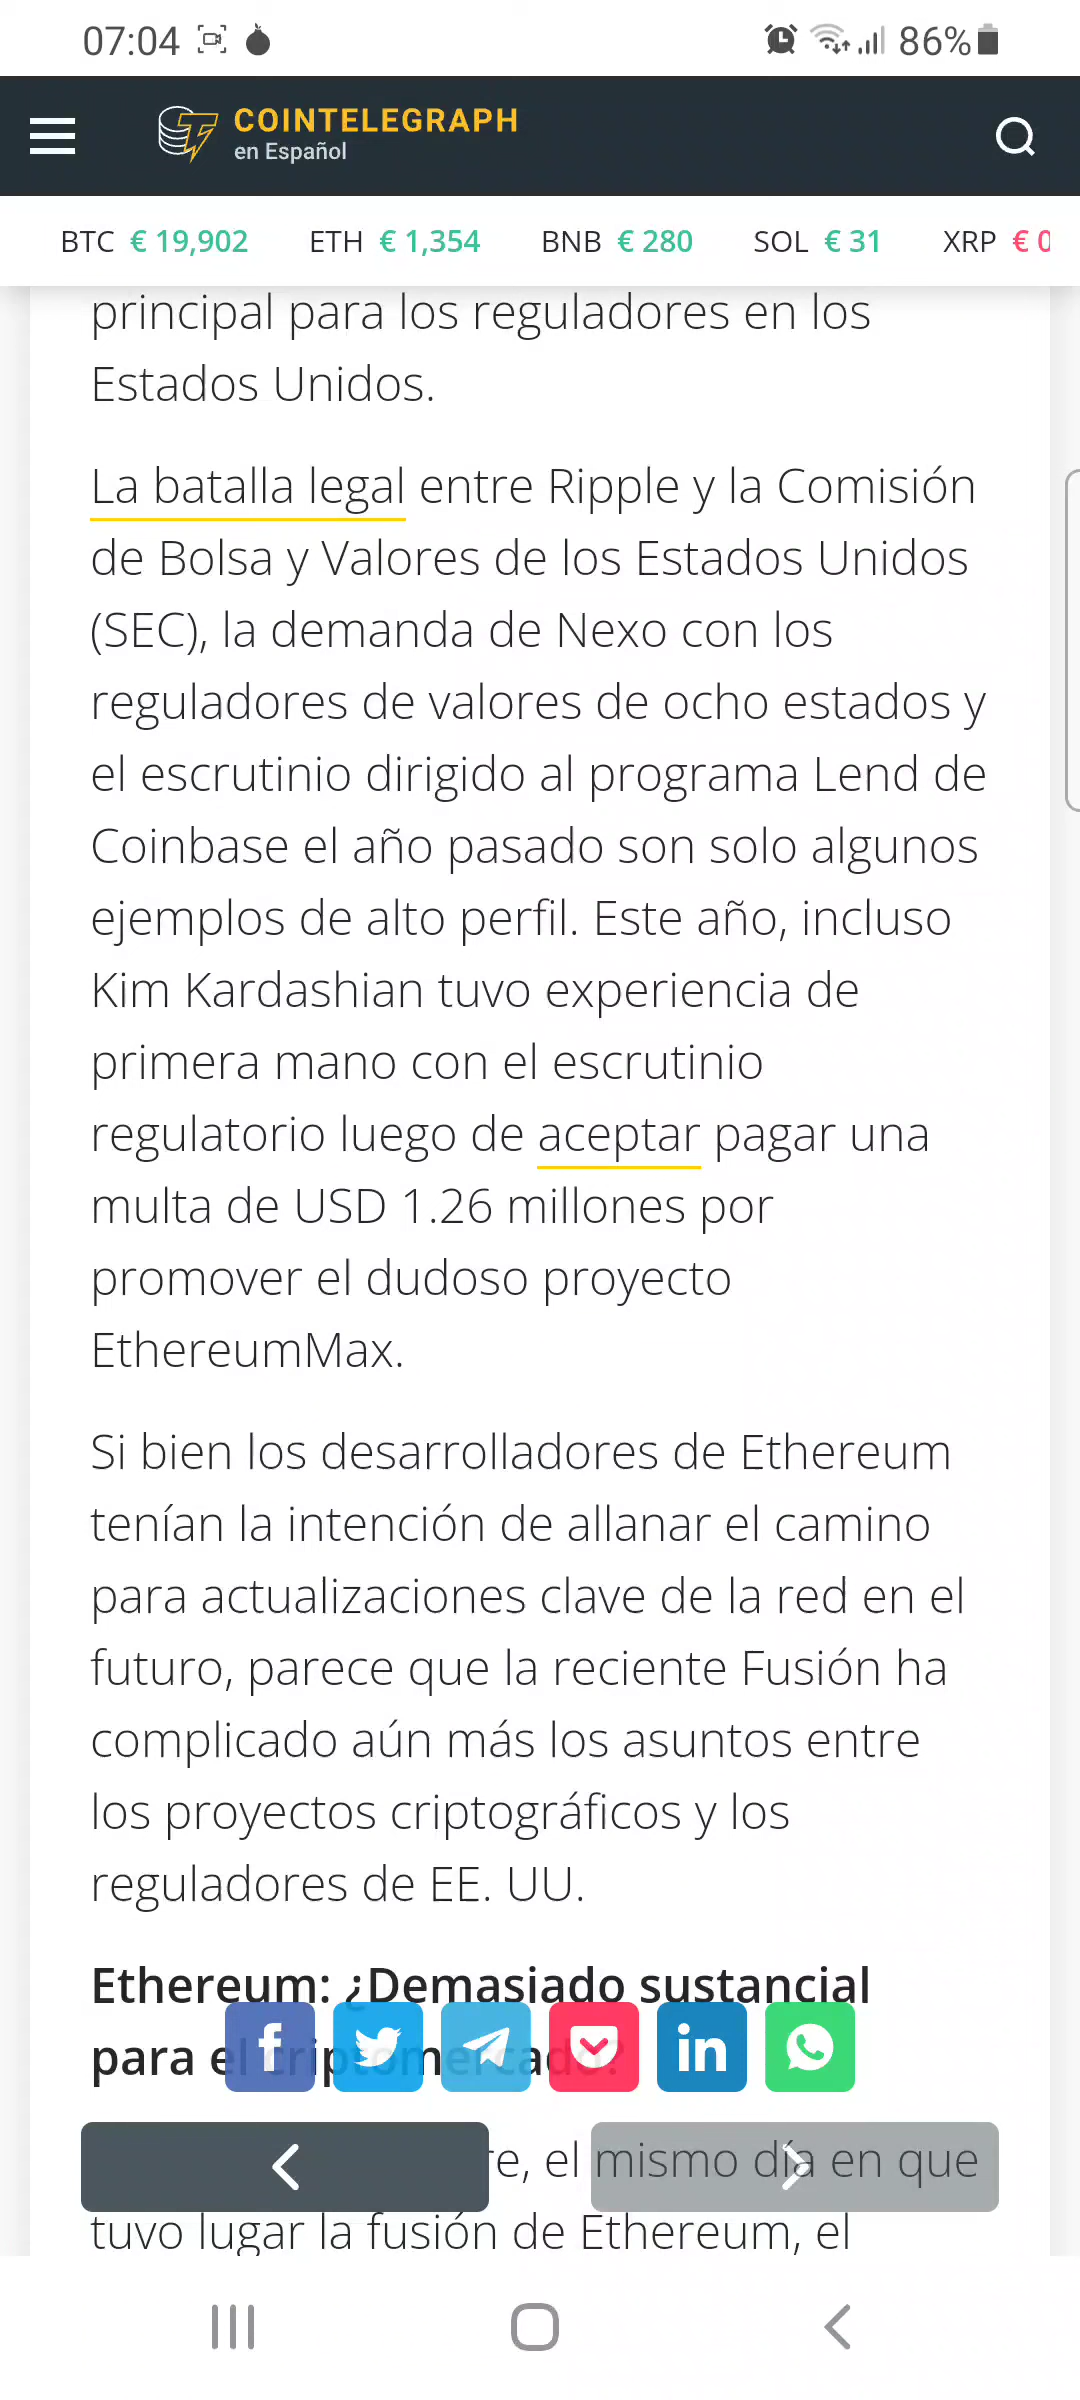 07:04
86%
COINTELEGRAPH
en Español
BTC € 19,902 ETH € 1,354 BNB € 280 SOL € 31 XRP € 0
principal para los reguladores en los
Estados Unidos.
La batalla legal entre Ripple y la Comisión
de Bolsa y Valores de los Estados Unidos
(SEC), la demanda de Nexo con los
reguladores de valores de ocho estados y
el escrutinio dirigido al programa Lend de
Coinbase el año pasado son solo algunos
ejemplos de alto perfil. Este año, incluso
Kim Kardashian tuvo experiencia de
primera mano con el escrutinio
regulatorio luego de aceptar pagar una
multa de USD 1.26 millones por
promover el dudoso proyecto
EthereumMax.
Si bien los desarrolladores de Ethereum
tenían la intención de allanar el camino
para actualizaciones clave de la red en el
futuro, parece que la reciente Fusión ha
complicado aún más los asuntos entre
los proyectos criptográficos y los
reguladores de EE. UU.
Ethereum: ¿Demasiado sustancial
para el criptomercado?
re, el mismo día en que
tuvo lugar la fusión de Ethereum, el